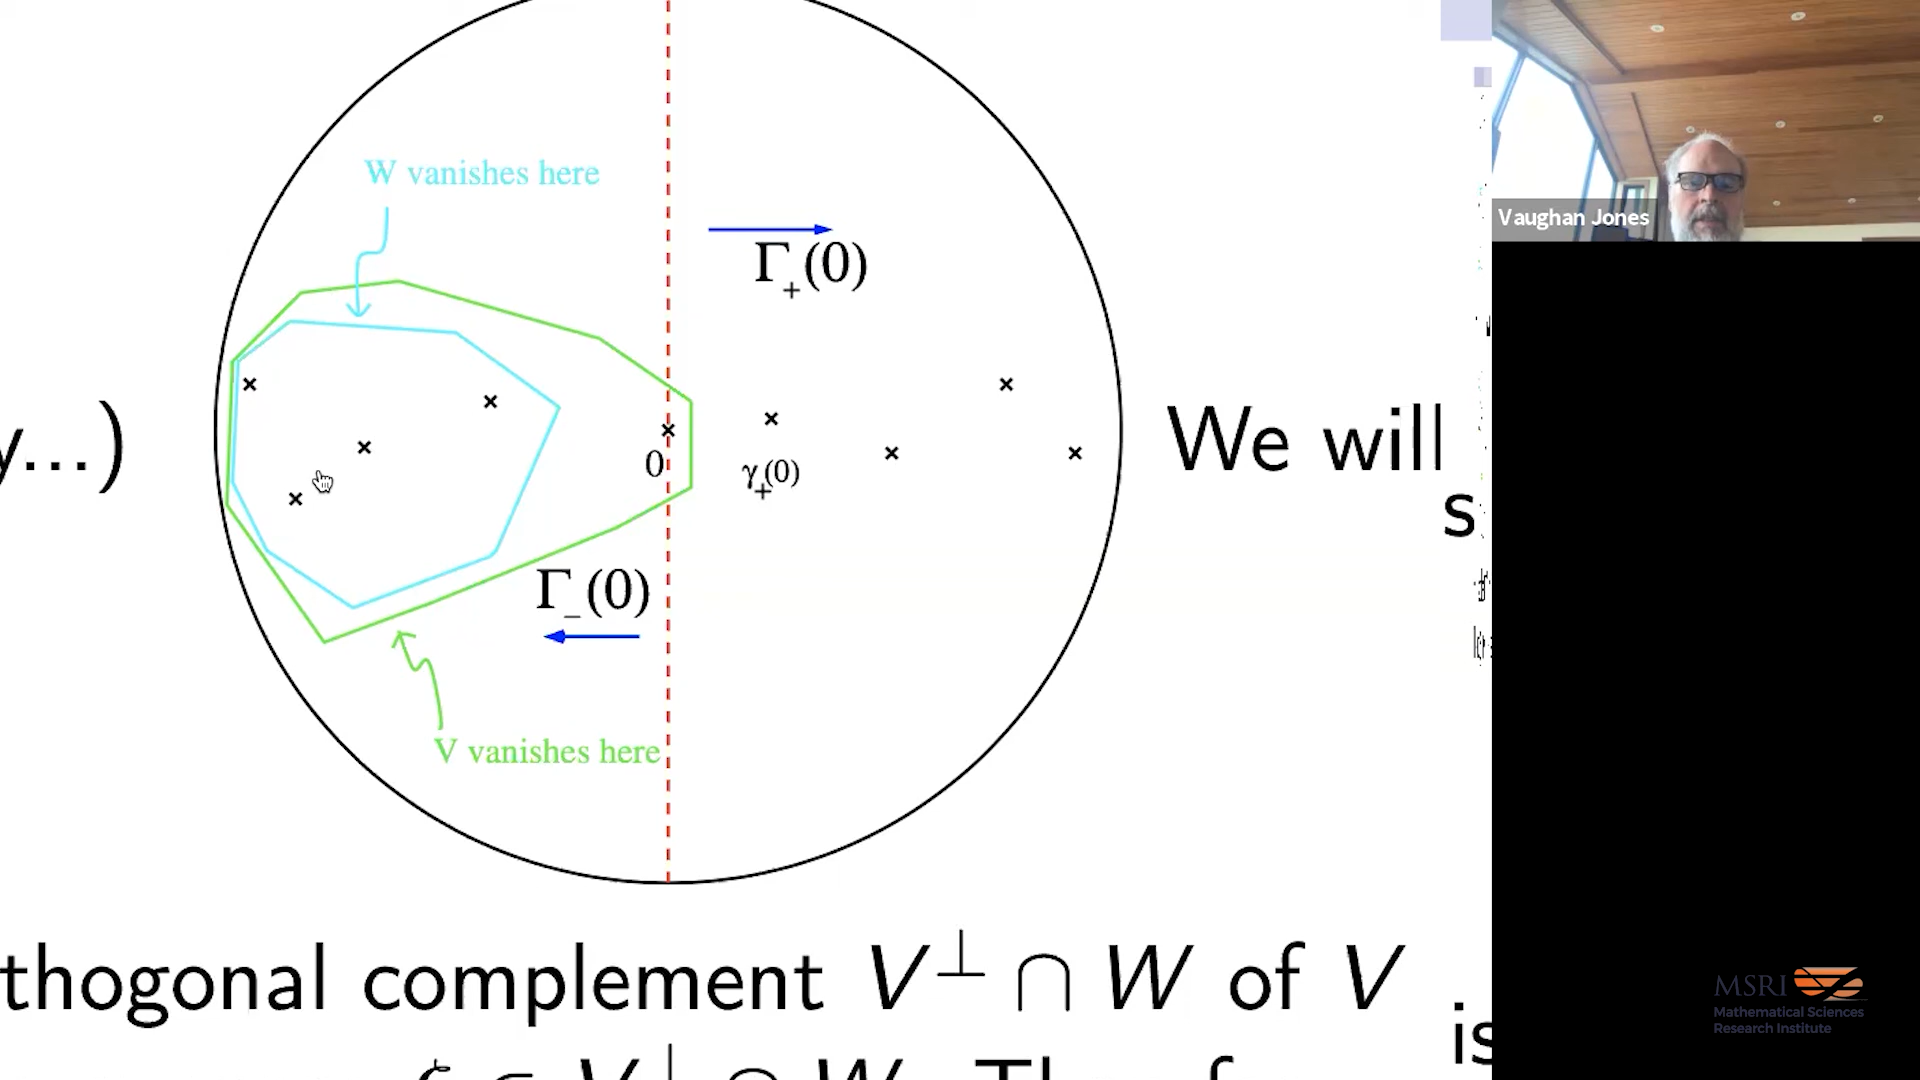 W vanishes here
Γ₊(0)
Vaughan Jones
y...)
We will
s
0
γ₊(0)
Γ₋(0)
V vanishes here
thogonal complement V⊥ ∩ W of V
is
MSRI
Mathematical Sciences
Research Institute